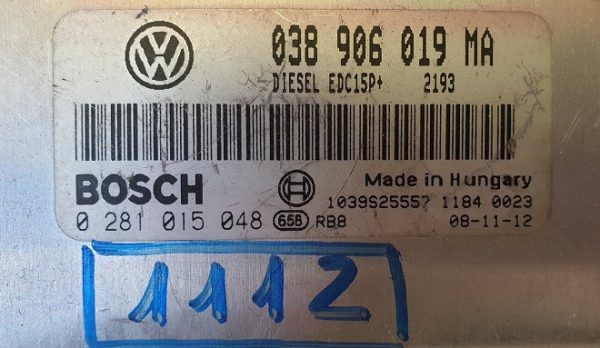 VW
038 906 019 MA
DIESEL EDC15P+ 2193
BOSCH
Made in Hungary
1039S25557 1184 0023
0 281 015 048 658 RB8 08-11-12
1112